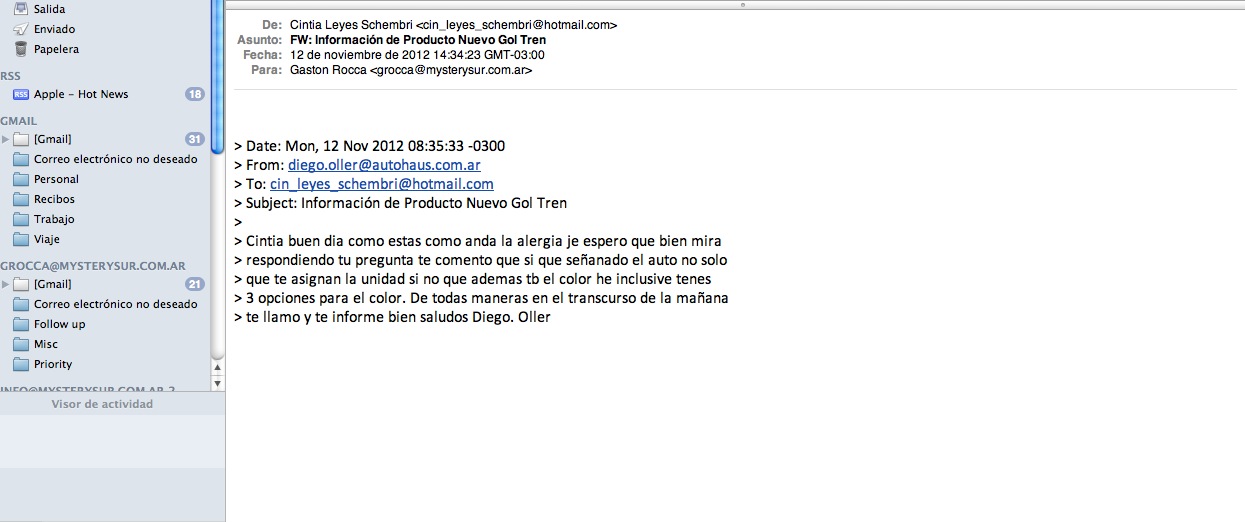 Salida
Enviado
Papelera
RSS
RSS Apple – Hot News 18
GMAIL
[Gmail] 31
Correo electrónico no deseado
Personal
Recibos
Trabajo
Viaje
GROCCA@MYSTERYSUR.COM.AR
[Gmail] 21
Correo electrónico no deseado
Follow up
Misc
Priority
INFO@MYSTERYSUR.COM.AR 2
Visor de actividad
De: Cintia Leyes Schembri <cin_leyes_schembri@hotmail.com>
Asunto: FW: Información de Producto Nuevo Gol Tren
Fecha: 12 de noviembre de 2012 14:34:23 GMT-03:00
Para: Gaston Rocca <grocca@mysterysur.com.ar>
> Date: Mon, 12 Nov 2012 08:35:33 -0300
> From: diego.oller@autohaus.com.ar
> To: cin_leyes_schembri@hotmail.com
> Subject: Información de Producto Nuevo Gol Tren
>
> Cintia buen dia como estas como anda la alergia je espero que bien mira
> respondiendo tu pregunta te comento que si que señanado el auto no solo
> que te asignan la unidad si no que ademas tb el color he inclusive tenes
> 3 opciones para el color. De todas maneras en el transcurso de la mañana
> te llamo y te informe bien saludos Diego. Oller